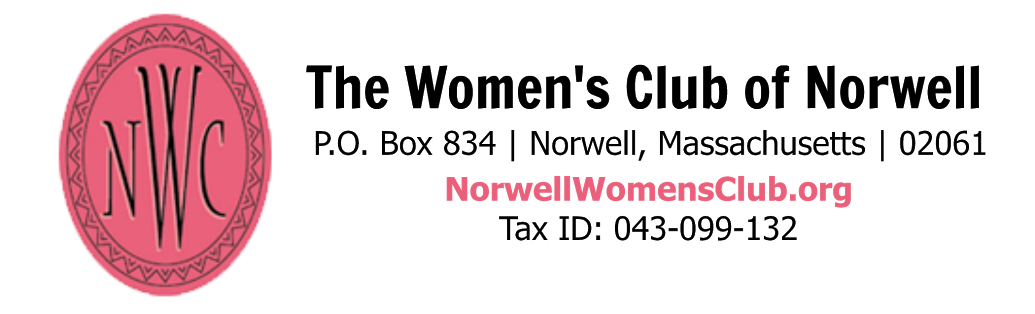 NWC
The Women's Club of Norwell
P.O. Box 834 | Norwell, Massachusetts | 02061
NorwellWomensClub.org
Tax ID: 043-099-132